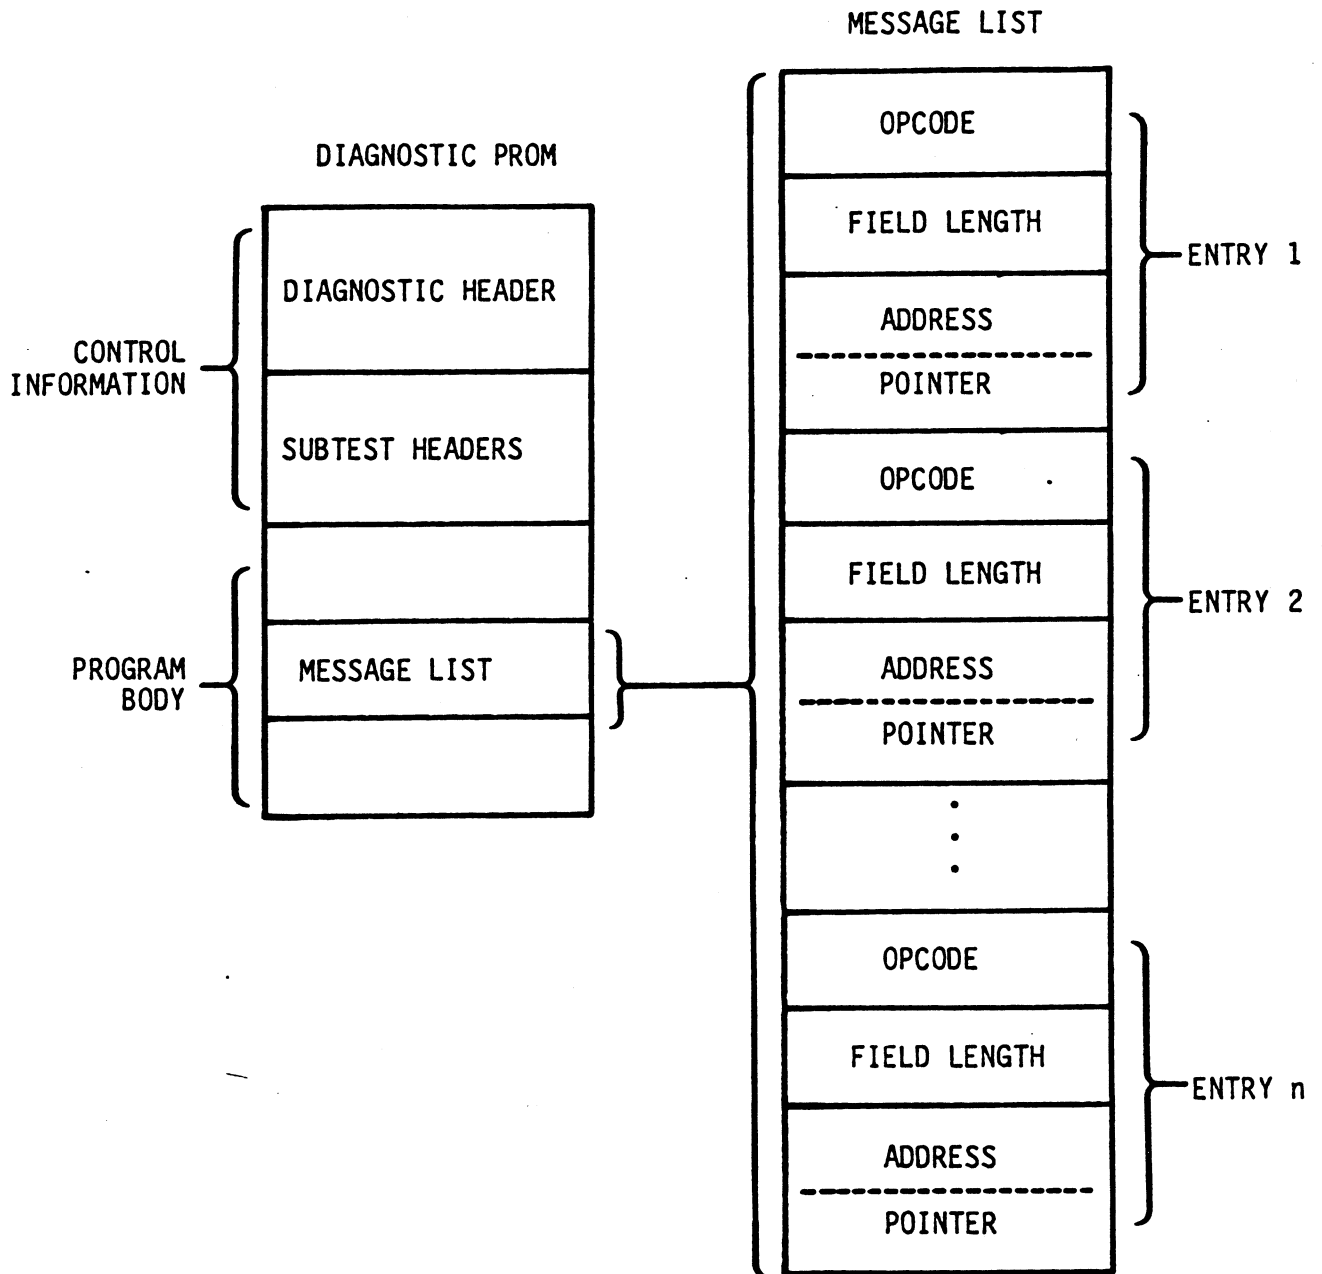 MESSAGE LIST
DIAGNOSTIC PROM
CONTROL
INFORMATION
DIAGNOSTIC HEADER
SUBTEST HEADERS
PROGRAM
BODY
MESSAGE LIST
OPCODE
FIELD LENGTH
ADDRESS
POINTER
ENTRY 1
OPCODE
FIELD LENGTH
ADDRESS
POINTER
ENTRY 2
OPCODE
FIELD LENGTH
ADDRESS
POINTER
ENTRY n